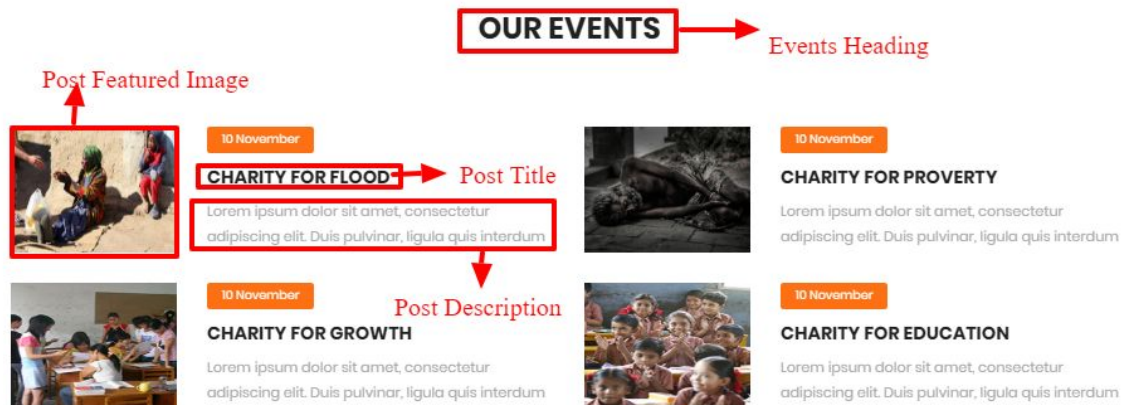 OUR EVENTS
Events Heading
Post Featured Image
10 November
CHARITY FOR FLOOD
Post Title
Lorem ipsum dolor sit amet, consectetur
adipiscing elit. Duis pulvinar, ligula quis interdum
Post Description
10 November
CHARITY FOR PROVERTY
Lorem ipsum dolor sit amet, consectetur
adipiscing elit. Duis pulvinar, ligula quis interdum
10 November
CHARITY FOR GROWTH
Lorem ipsum dolor sit amet, consectetur
adipiscing elit. Duis pulvinar, ligula quis interdum
10 November
CHARITY FOR EDUCATION
Lorem ipsum dolor sit amet, consectetur
adipiscing elit. Duis pulvinar, ligula quis interdum